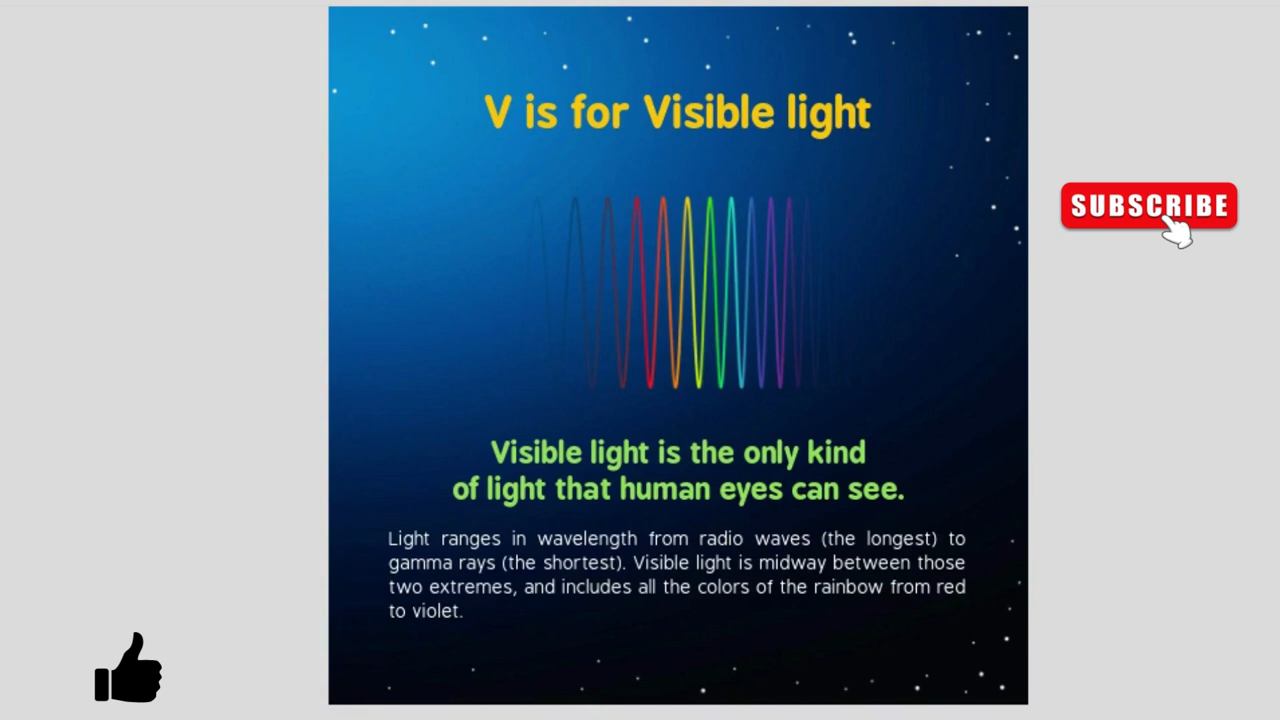 V is for Visible light
SUBSCRIBE
Visible light is the only kind
of light that human eyes can see.
Light ranges in wavelength from radio waves (the longest) to
gamma rays (the shortest). Visible light is midway between those
two extremes, and includes all the colors of the rainbow from red
to violet.